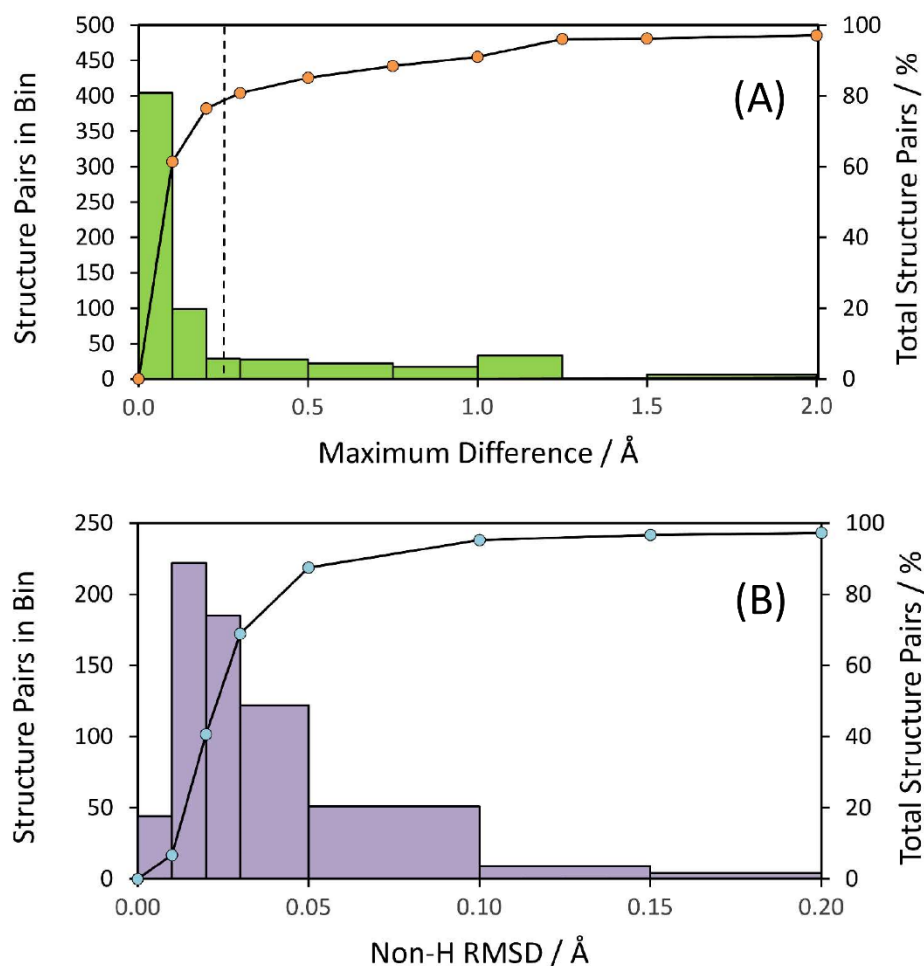 500
450
400
350
300
250
200
150
100
50
0
Structure Pairs in Bin
(A)
100
80
60
40
20
0
Total Structure Pairs / %
0.0 0.5 1.0 1.5 2.0
Maximum Difference / Å
250
200
150
100
50
0
Structure Pairs in Bin
(B)
100
80
60
40
20
0
Total Structure Pairs / %
0.00 0.05 0.10 0.15 0.20
Non-H RMSD / Å